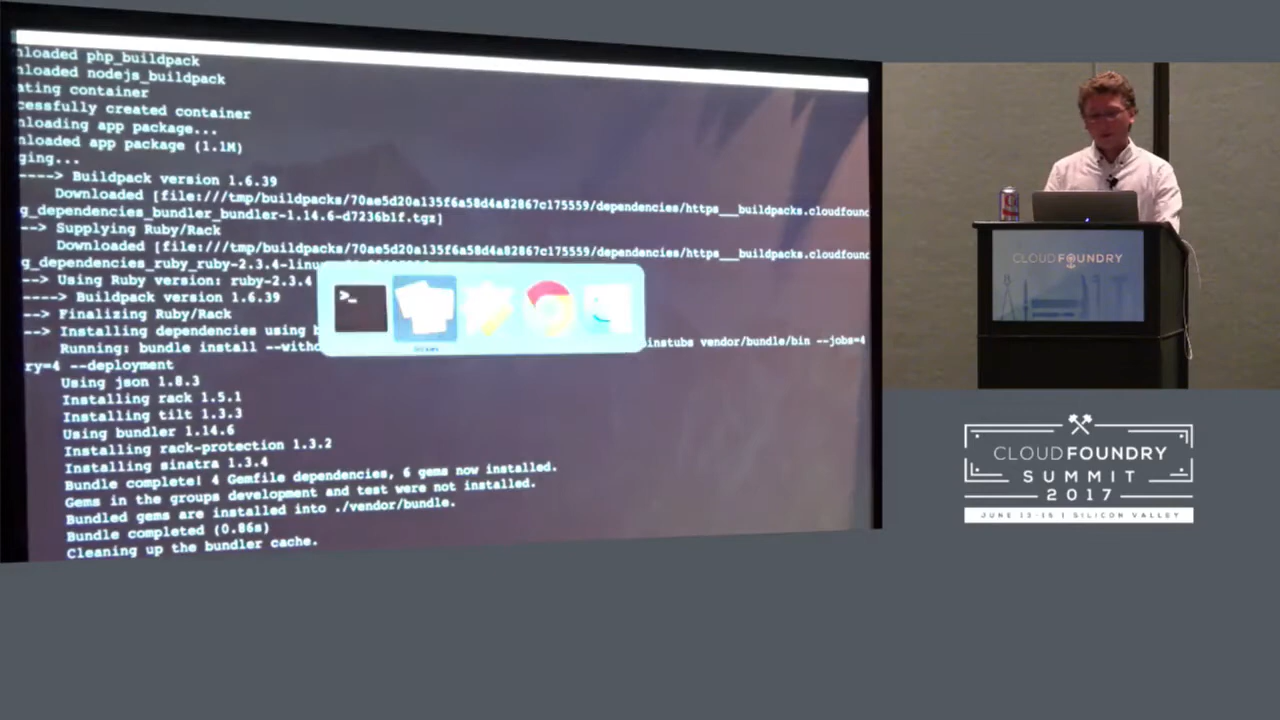 nloaded php_buildpack
nloaded nodejs_buildpack
ating container
cessfully created container
nloading app package...
nloaded app package (1.1M)
ging...
----> Buildpack version 1.6.39
Downloaded [file:///tmp/buildpacks/70ae5d20a135f6a58d4a82867c175559/dependencies/https___buildpacks.cloudfound
g_dependencies_bundler_bundler-1.14.6-d7236b1f.tgz]
--> Supplying Ruby/Rack
Downloaded [file:///tmp/buildpacks/70ae5d20a135f6a58d4a82867c175559/dependencies/https___buildpacks.cloudfound
g_dependencies_ruby_ruby-2.3.4-linu
--> Using Ruby version: ruby-2.3.4
----> Buildpack version 1.6.39
--> Finalizing Ruby/Rack
--> Installing dependencies using b
Running: bundle install --witho binstubs vendor/bundle/bin --jobs=4
ry=4 --deployment
Using json 1.8.3
Installing rack 1.5.1
Installing tilt 1.3.3
Using bundler 1.14.6
Installing rack-protection 1.3.2
Installing sinatra 1.3.4
Bundle complete! 4 Gemfile dependencies, 6 gems now installed.
Gems in the groups development and test were not installed.
Bundled gems are installed into ./vendor/bundle.
Bundle completed (0.86s)
Cleaning up the bundler cache.
CLOUD FOUNDRY
CLOUD FOUNDRY
SUMMIT
2017
JUNE 13-15 | SILICON VALLEY